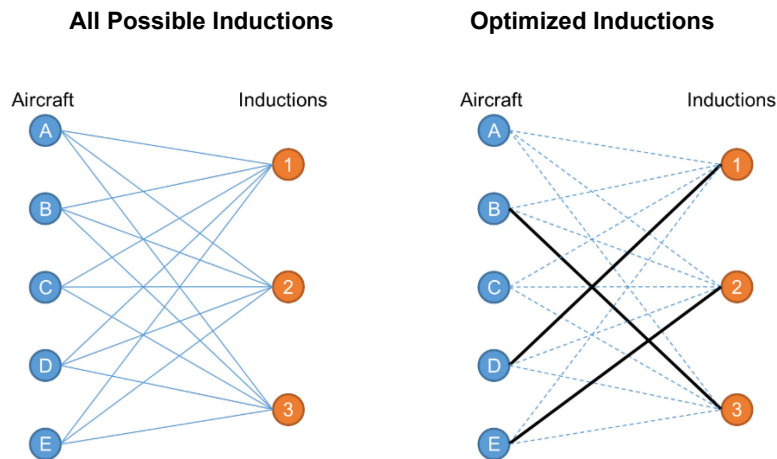 All Possible Inductions
Optimized Inductions
Aircraft
Inductions
A
B
C
D
E
1
2
3
Aircraft
Inductions
A
B
C
D
E
1
2
3